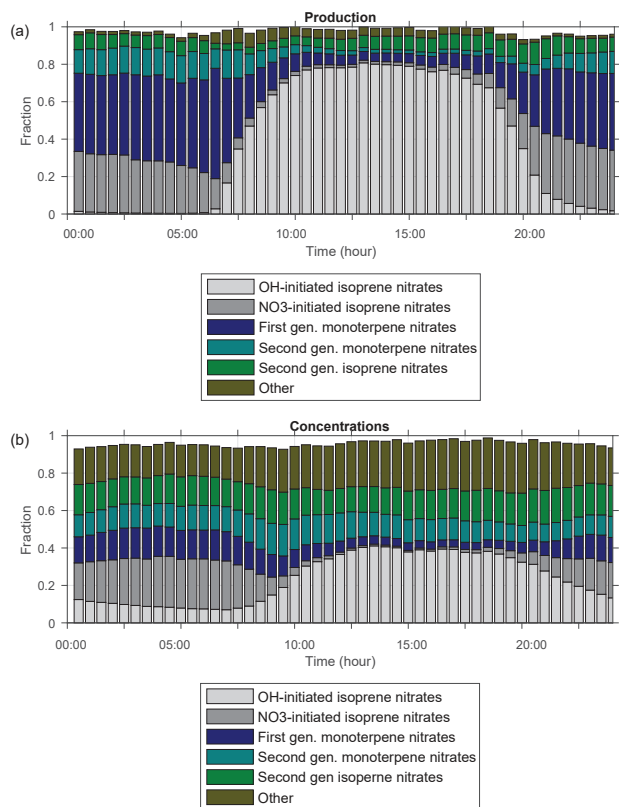 (a)
Production
1
0.8
0.6
0.4
0.2
0
Fraction
00:00 05:00 10:00 15:00 20:00
Time (hour)
OH-initiated isoprene nitrates
NO3-initiated isoprene nitrates
First gen. monoterpene nitrates
Second gen. monoterpene nitrates
Second gen. isoprene nitrates
Other
(b)
Concentrations
1
0.8
0.6
0.4
0.2
0
Fraction
00:00 05:00 10:00 15:00 20:00
Time (hour)
OH-initiated isoprene nitrates
NO3-initiated isoprene nitrates
First gen. monoterpene nitrates
Second gen. monoterpene nitrates
Second gen isoperne nitrates
Other